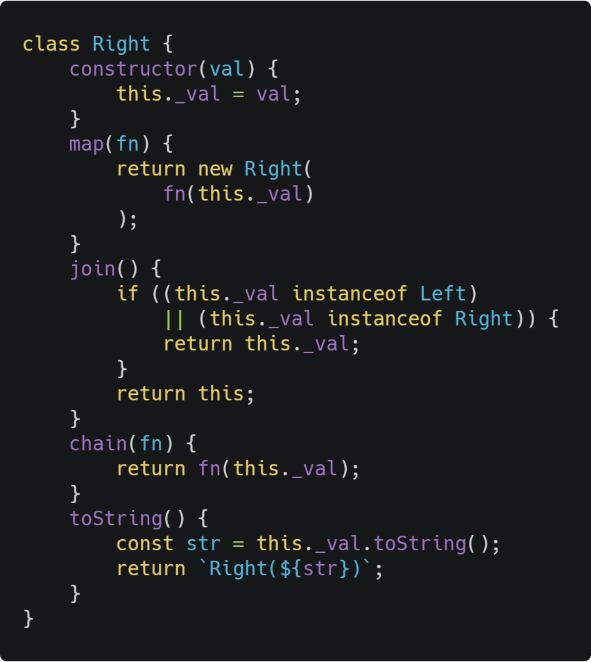 class Right {
    constructor(val) {
        this._val = val;
    }
    map(fn) {
        return new Right(
            fn(this._val)
        );
    }
    join() {
        if ((this._val instanceof Left)
            || (this._val instanceof Right)) {
            return this._val;
        }
        return this;
    }
    chain(fn) {
        return fn(this._val);
    }
    toString() {
        const str = this._val.toString();
        return `Right(${str})`;
    }
}